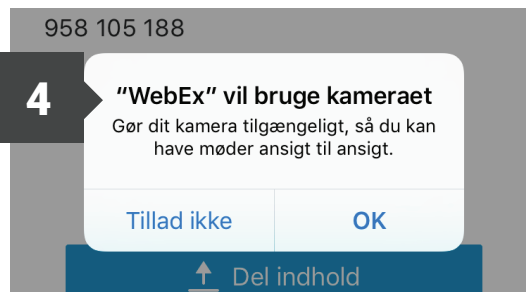 958 105 188
4
“WebEx” vil bruge kameraet
Gør dit kamera tilgængeligt, så du kan
have møder ansigt til ansigt.
Tillad ikke
OK
Del indhold